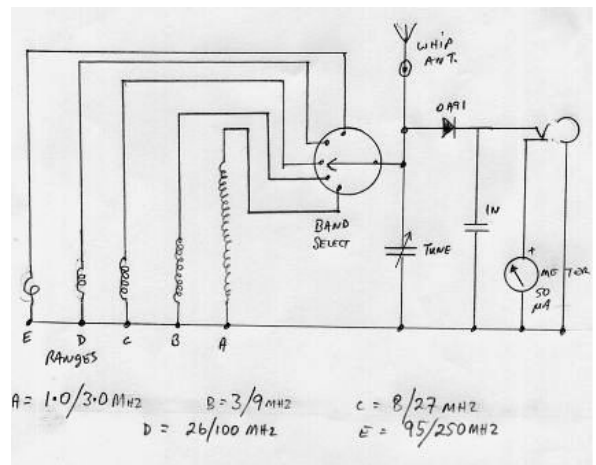 WHIP
ANT.
OA91
BAND
SELECT
TUNE
1N
+
METER
50
µA
E D C B A
RANGES
A = 1.0/3.0 MHz B = 3/9 MHz C = 8/27 MHz
D = 26/100 MHz E = 95/250 MHz